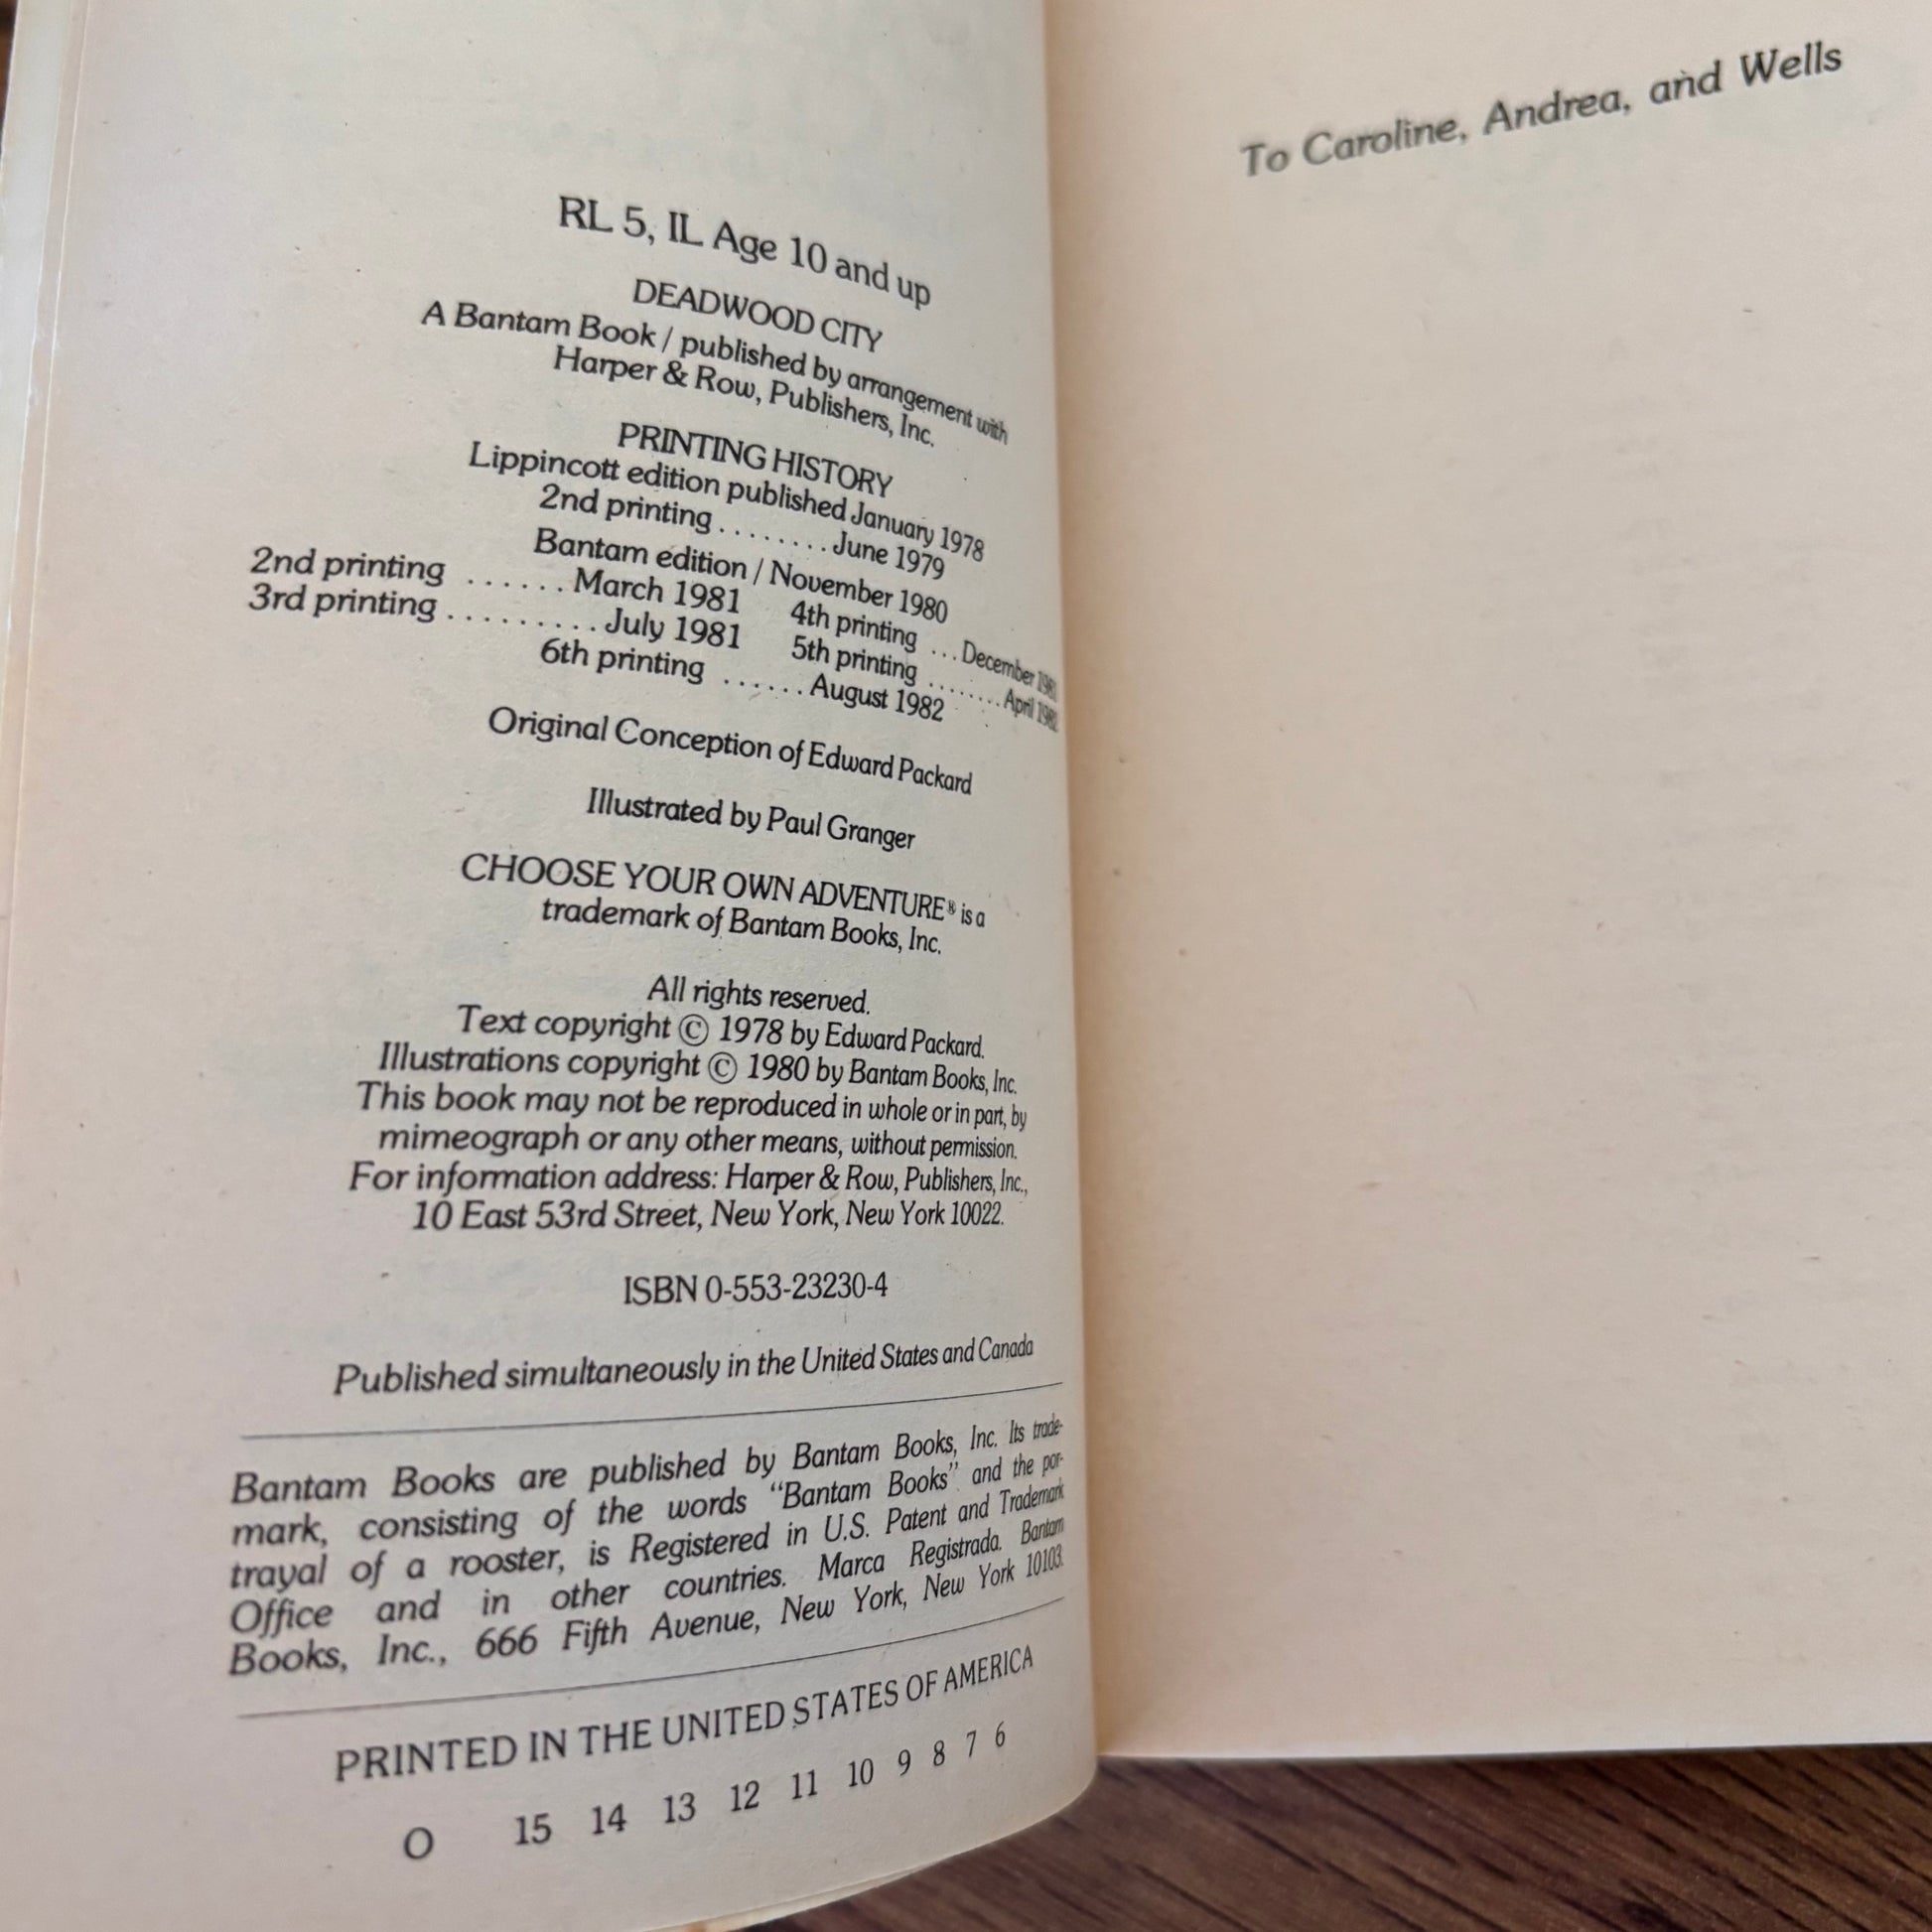 RL 5, IL Age 10 and up
DEADWOOD CITY
A Bantam Book / published by arrangement with
Harper & Row, Publishers, Inc.
PRINTING HISTORY
Lippincott edition published January 1978
2nd printing ........ June 1979
Bantam edition / November 1980
2nd printing ...... March 1981 4th printing ... December
3rd printing ......... July 1981 5th printing ........ April
6th printing ...... August 1982
Original Conception of Edward Packard
Illustrated by Paul Granger
CHOOSE YOUR OWN ADVENTURE® is a
trademark of Bantam Books, Inc.
All rights reserved.
Text copyright © 1978 by Edward Packard.
Illustrations copyright © 1980 by Bantam Books, Inc.
This book may not be reproduced in whole or in part, by
mimeograph or any other means, without permission.
For information address: Harper & Row, Publishers, Inc.,
10 East 53rd Street, New York, New York 10022.
ISBN 0-553-23230-4
Published simultaneously in the United States and Canada
Bantam Books are published by Bantam Books, Inc. Its trade-
mark, consisting of the words "Bantam Books" and the por-
trayal of a rooster, is Registered in U.S. Patent and Trademark
Office and in other countries. Marca Registrada. Bantam
Books, Inc., 666 Fifth Avenue, New York, New York 10103.
PRINTED IN THE UNITED STATES OF AMERICA
O 15 14 13 12 11 10 9 8 7 6
To Caroline, Andrea, and Wells